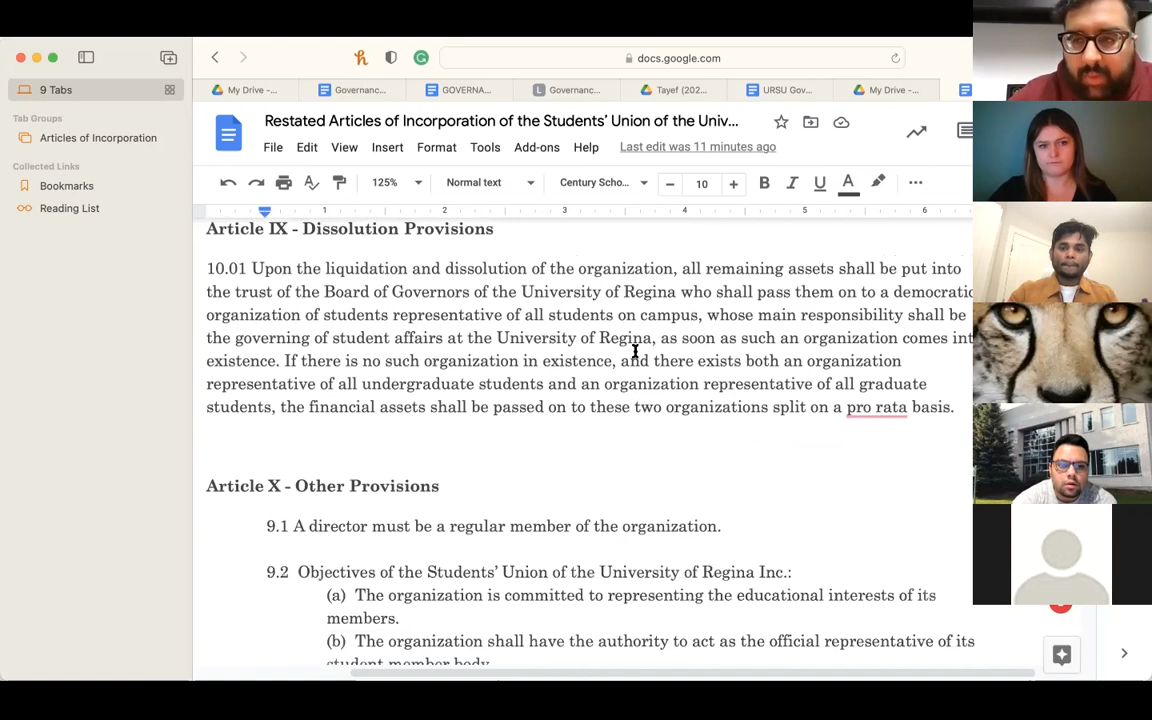 docs.google.com
9 Tabs
My Drive -...
Governanc...
GOVERNA...
Governanc...
Tayef (202...
URSU Gov...
My Drive -...
Tab Groups
Articles of Incorporation
Collected Links
Bookmarks
Reading List
Restated Articles of Incorporation of the Students' Union of the Univ...
File Edit View Insert Format Tools Add-ons Help Last edit was 11 minutes ago
125% Normal text Century Scho... – 10 + B I U A ...
1 2 3 4 5 6
Article IX - Dissolution Provisions
10.01 Upon the liquidation and dissolution of the organization, all remaining assets shall be put into
the trust of the Board of Governors of the University of Regina who shall pass them on to a democratic
organization of students representative of all students on campus, whose main responsibility shall be
the governing of student affairs at the University of Regina, as soon as such an organization comes int
existence. If there is no such organization in existence, and there exists both an organization
representative of all undergraduate students and an organization representative of all graduate
students, the financial assets shall be passed on to these two organizations split on a pro rata basis.
Article X - Other Provisions
9.1 A director must be a regular member of the organization.
9.2 Objectives of the Students' Union of the University of Regina Inc.:
(a) The organization is committed to representing the educational interests of its
members.
(b) The organization shall have the authority to act as the official representative of its
student member body.